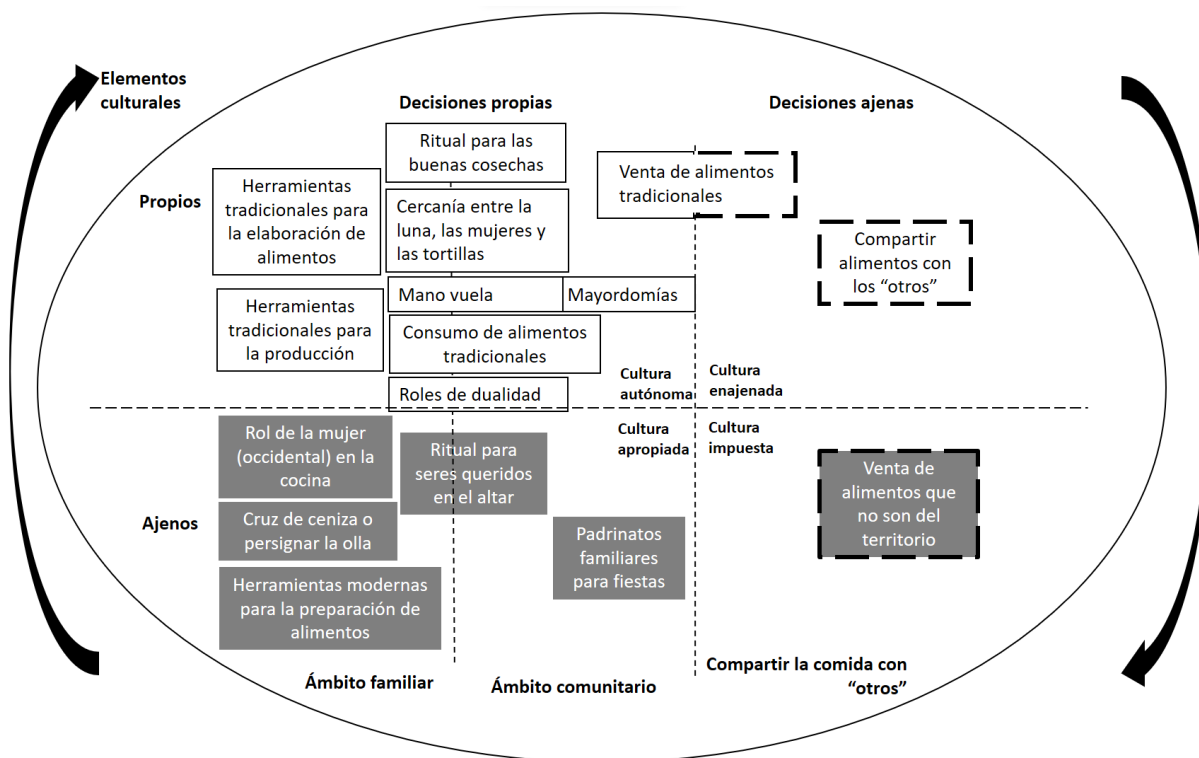 Elementos
culturales
Decisiones propias
Decisiones ajenas
Propios
Ritual para las
buenas cosechas
Herramientas
tradicionales para
la elaboración de
alimentos
Cercanía entre la
luna, las mujeres y
las tortillas
Venta de alimentos
tradicionales
Compartir
alimentos con
los “otros”
Herramientas
tradicionales para
la producción
Mano vuela
Mayordomías
Consumo de alimentos
tradicionales
Roles de dualidad
Cultura
autónoma
Cultura
enajenada
Cultura
apropiada
Cultura
impuesta
Ajenos
Rol de la mujer
(occidental) en la
cocina
Ritual para
seres queridos
en el altar
Cruz de ceniza o
persignar la olla
Herramientas modernas
para la preparación de
alimentos
Padrinatos
familiares
para fiestas
Venta de
alimentos que
no son del
territorio
Ámbito familiar
Ámbito comunitario
Compartir la comida con
“otros”